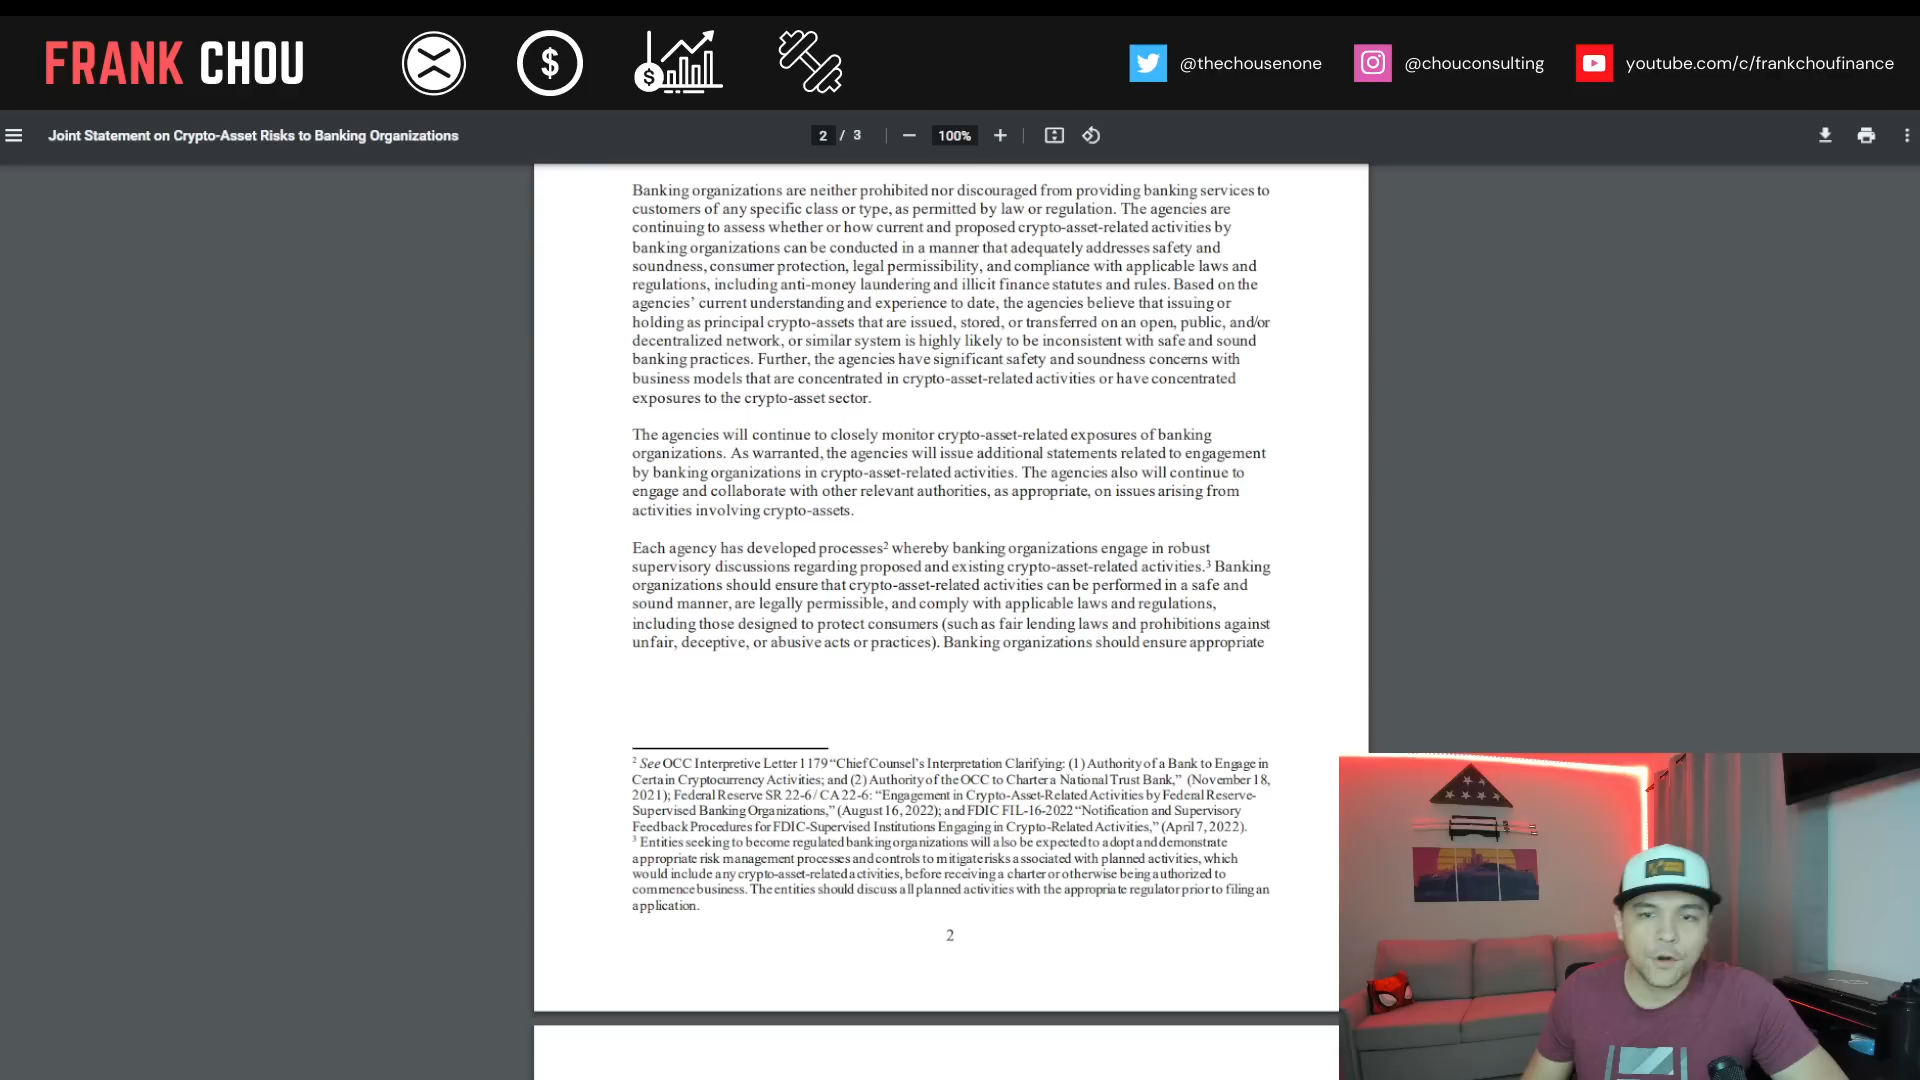 FRANK CHOU
@thechousenone
@chouconsulting
youtube.com/c/frankchoufinance
Joint Statement on Crypto-Asset Risks to Banking Organizations
2 / 3
100%
Banking organizations are neither prohibited nor discouraged from providing banking services to
customers of any specific class or type, as permitted by law or regulation. The agencies are
continuing to assess whether or how current and proposed crypto-asset-related activities by
banking organizations can be conducted in a manner that adequately addresses safety and
soundness, consumer protection, legal permissibility, and compliance with applicable laws and
regulations, including anti-money laundering and illicit finance statutes and rules. Based on the
agencies’ current understanding and experience to date, the agencies believe that issuing or
holding as principal crypto-assets that are issued, stored, or transferred on an open, public, and/or
decentralized network, or similar system is highly likely to be inconsistent with safe and sound
banking practices. Further, the agencies have significant safety and soundness concerns with
business models that are concentrated in crypto-asset-related activities or have concentrated
exposures to the crypto-asset sector.
The agencies will continue to closely monitor crypto-asset-related exposures of banking
organizations. As warranted, the agencies will issue additional statements related to engagement
by banking organizations in crypto-asset-related activities. The agencies also will continue to
engage and collaborate with other relevant authorities, as appropriate, on issues arising from
activities involving crypto-assets.
Each agency has developed processes² whereby banking organizations engage in robust
supervisory discussions regarding proposed and existing crypto-asset-related activities.³ Banking
organizations should ensure that crypto-asset-related activities can be performed in a safe and
sound manner, are legally permissible, and comply with applicable laws and regulations,
including those designed to protect consumers (such as fair lending laws and prohibitions against
unfair, deceptive, or abusive acts or practices). Banking organizations should ensure appropriate
² See OCC Interpretive Letter 1179 “Chief Counsel’s Interpretation Clarifying: (1) Authority of a Bank to Engage in
Certain Cryptocurrency Activities; and (2) Authority of the OCC to Charter a National Trust Bank,” (November 18,
2021); Federal Reserve SR 22-6 / CA 22-6: “Engagement in Crypto-Asset-Related Activities by Federal Reserve-
Supervised Banking Organizations,” (August 16, 2022); and FDIC FIL-16-2022 “Notification and Supervisory
Feedback Procedures for FDIC-Supervised Institutions Engaging in Crypto-Related Activities,” (April 7, 2022).
³ Entities seeking to become regulated banking organizations will also be expected to adopt and demonstrate
appropriate risk management processes and controls to mitigate risks associated with planned activities, which
would include any crypto-asset-related activities, before receiving a charter or otherwise being authorized to
commence business. The entities should discuss all planned activities with the appropriate regulator prior to filing an
application.
2